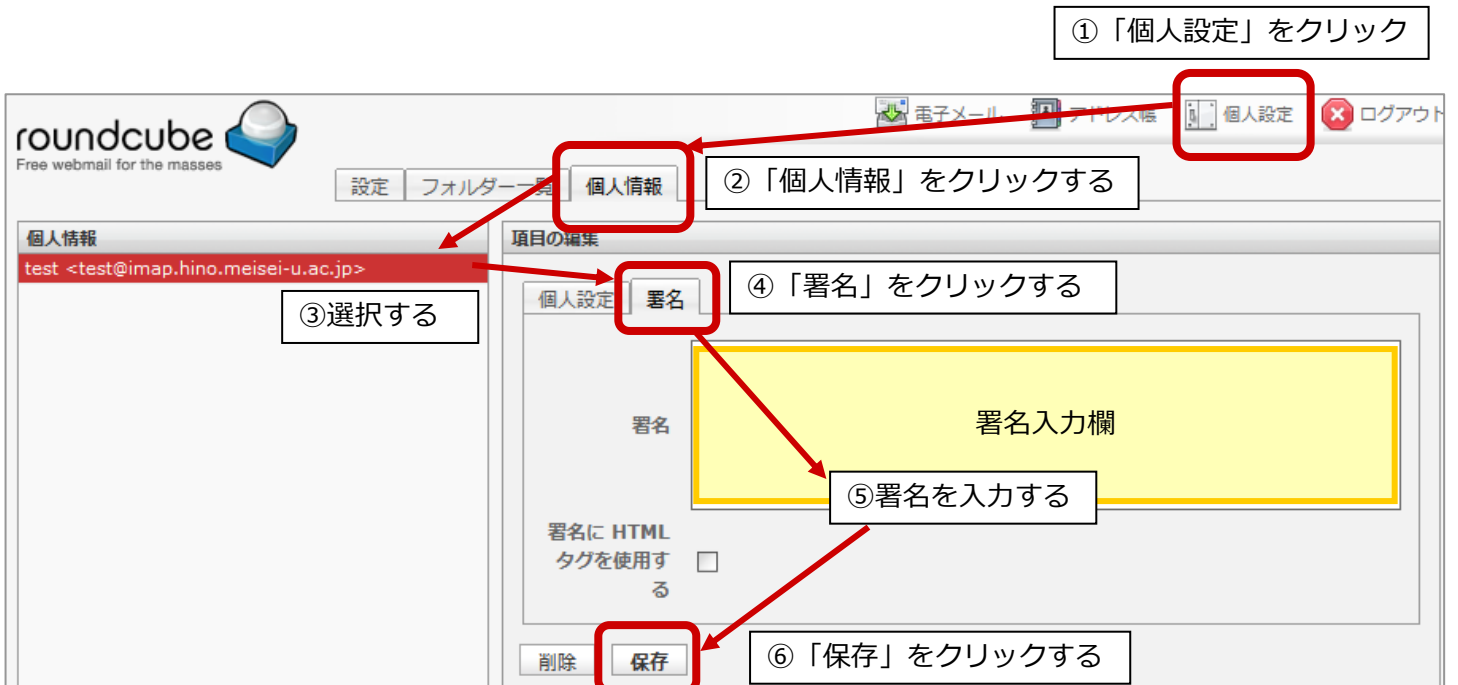 ①「個人設定」をクリック
roundcube
Free webmail for the masses
電子メール アドレス帳 個人設定 ログアウト
設定 フォルダー一覧 個人情報
②「個人情報」をクリックする
個人情報
test <test@imap.hino.meisei-u.ac.jp>
③選択する
項目の編集
個人設定 署名
④「署名」をクリックする
署名
署名入力欄
⑤署名を入力する
署名に HTML
タグを使用す
る
削除 保存
⑥「保存」をクリックする